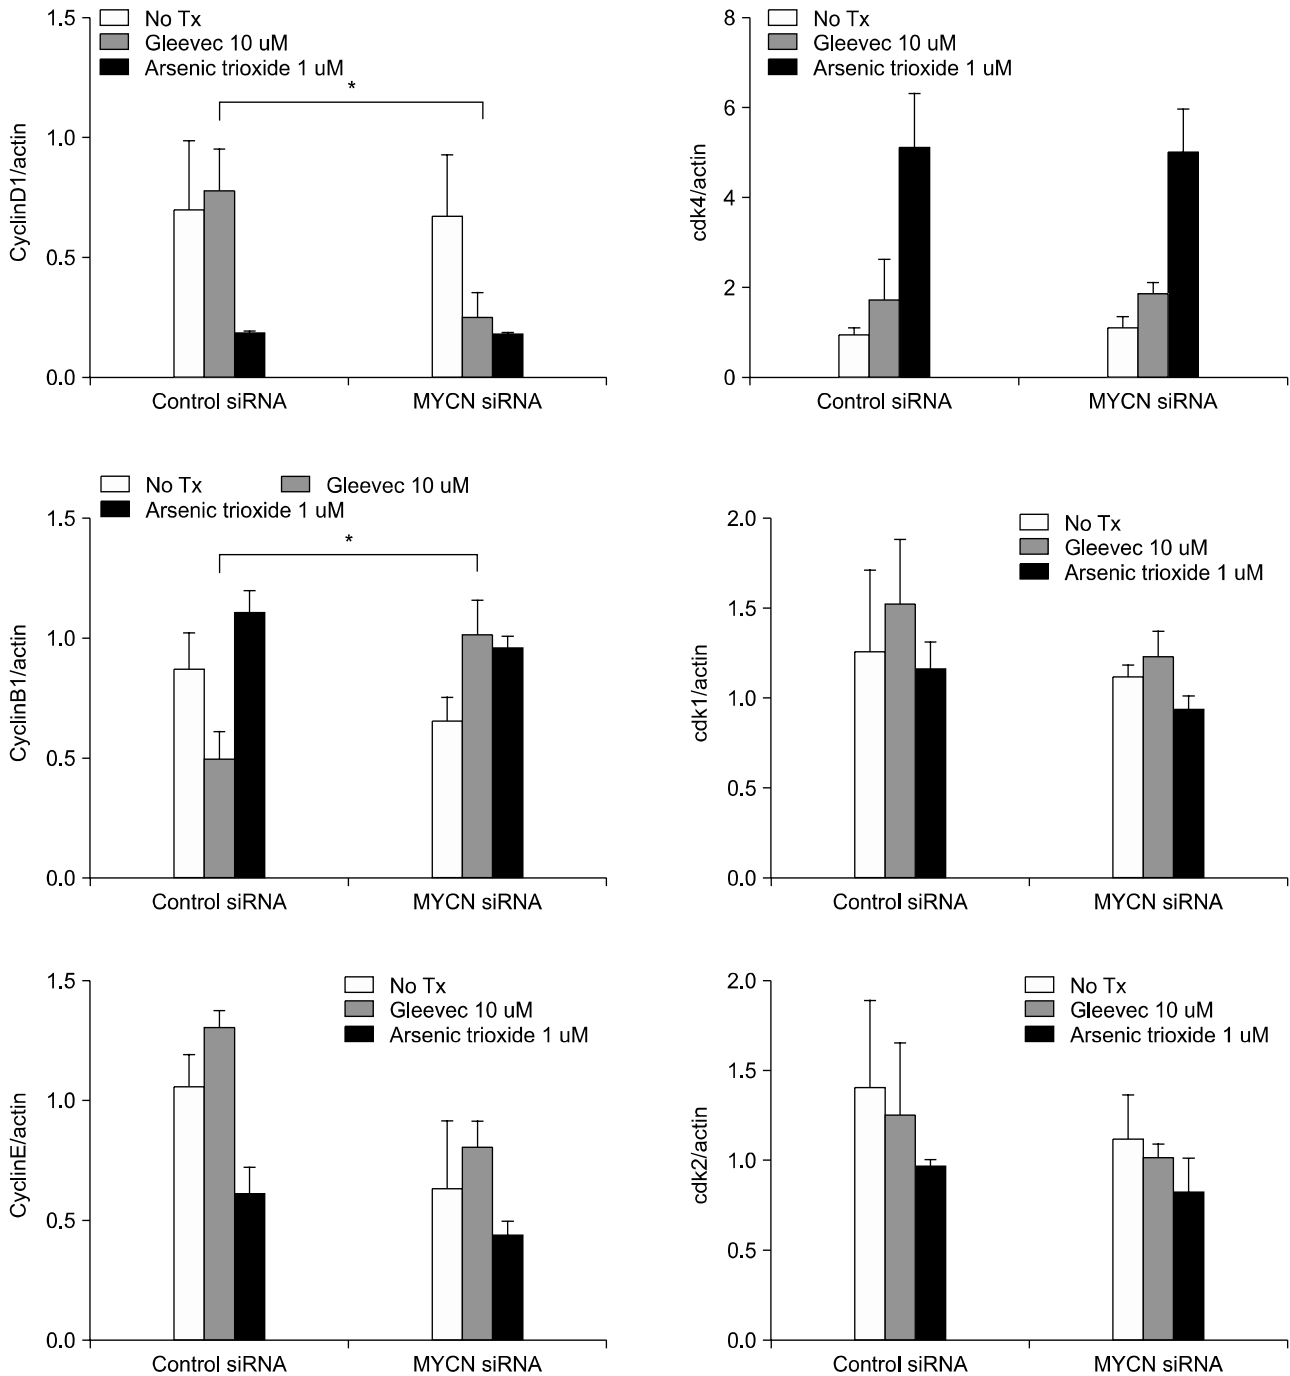 CyclinD1/actin
1.5
1.0
0.5
0.0
No Tx
Gleevec 10 uM
Arsenic trioxide 1 uM
*
Control siRNA MYCN siRNA
cdk4/actin
8
6
4
2
0
No Tx
Gleevec 10 uM
Arsenic trioxide 1 uM
Control siRNA MYCN siRNA
CyclinB1/actin
1.5
1.0
0.5
0.0
No Tx Gleevec 10 uM
Arsenic trioxide 1 uM
*
Control siRNA MYCN siRNA
cdk1/actin
2.0
1.5
1.0
0.5
0.0
No Tx
Gleevec 10 uM
Arsenic trioxide 1 uM
Control siRNA MYCN siRNA
CyclinE/actin
1.5
1.0
0.5
0.0
No Tx
Gleevec 10 uM
Arsenic trioxide 1 uM
Control siRNA MYCN siRNA
cdk2/actin
2.0
1.5
1.0
0.5
0.0
No Tx
Gleevec 10 uM
Arsenic trioxide 1 uM
Control siRNA MYCN siRNA